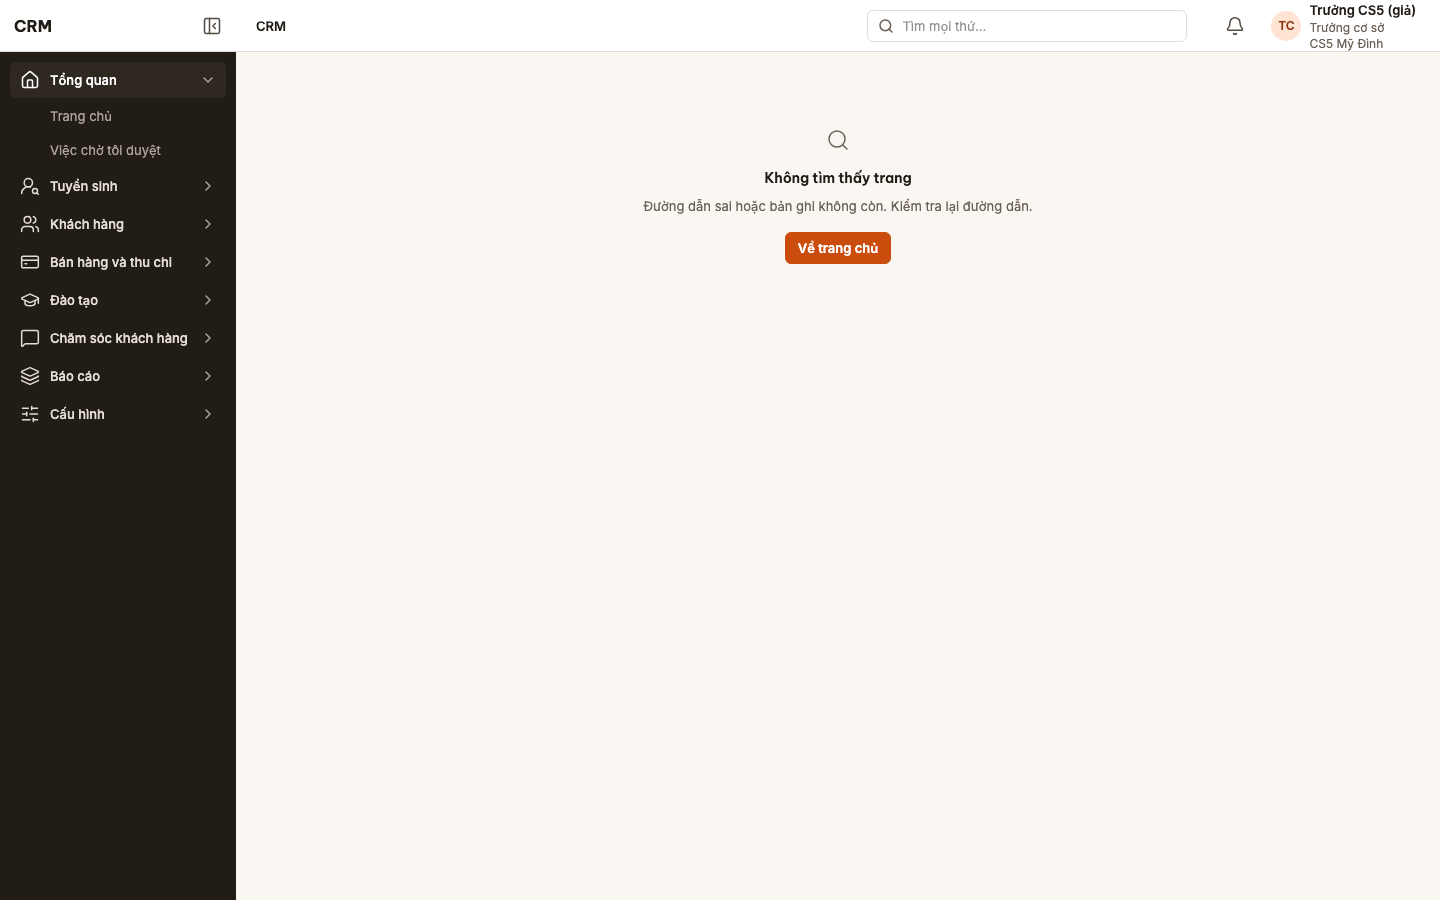 CRM
CRM
Tìm mọi thứ...
TC
Trưởng CS5 (giả)
Trưởng cơ sở
CS5 Mỹ Đình
Tổng quan
Trang chủ
Việc chờ tôi duyệt
Tuyển sinh
Khách hàng
Bán hàng và thu chi
Đào tạo
Chăm sóc khách hàng
Báo cáo
Cấu hình
Không tìm thấy trang
Đường dẫn sai hoặc bản ghi không còn. Kiểm tra lại đường dẫn.
Về trang chủ